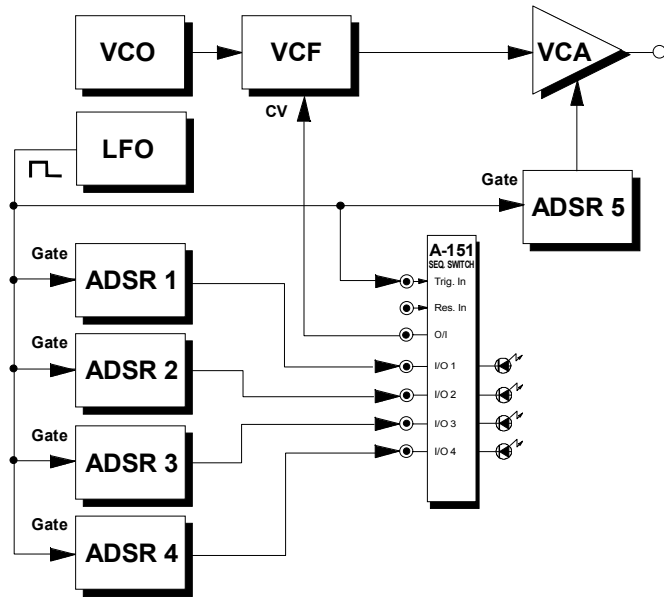 VCO
VCF
VCA
CV
LFO
Gate
ADSR 5
A-151
SEQ. SWITCH
Gate
ADSR 1
Trig. In
Res. In
O/I
Gate
ADSR 2
I/O 1
I/O 2
Gate
ADSR 3
I/O 3
I/O 4
Gate
ADSR 4